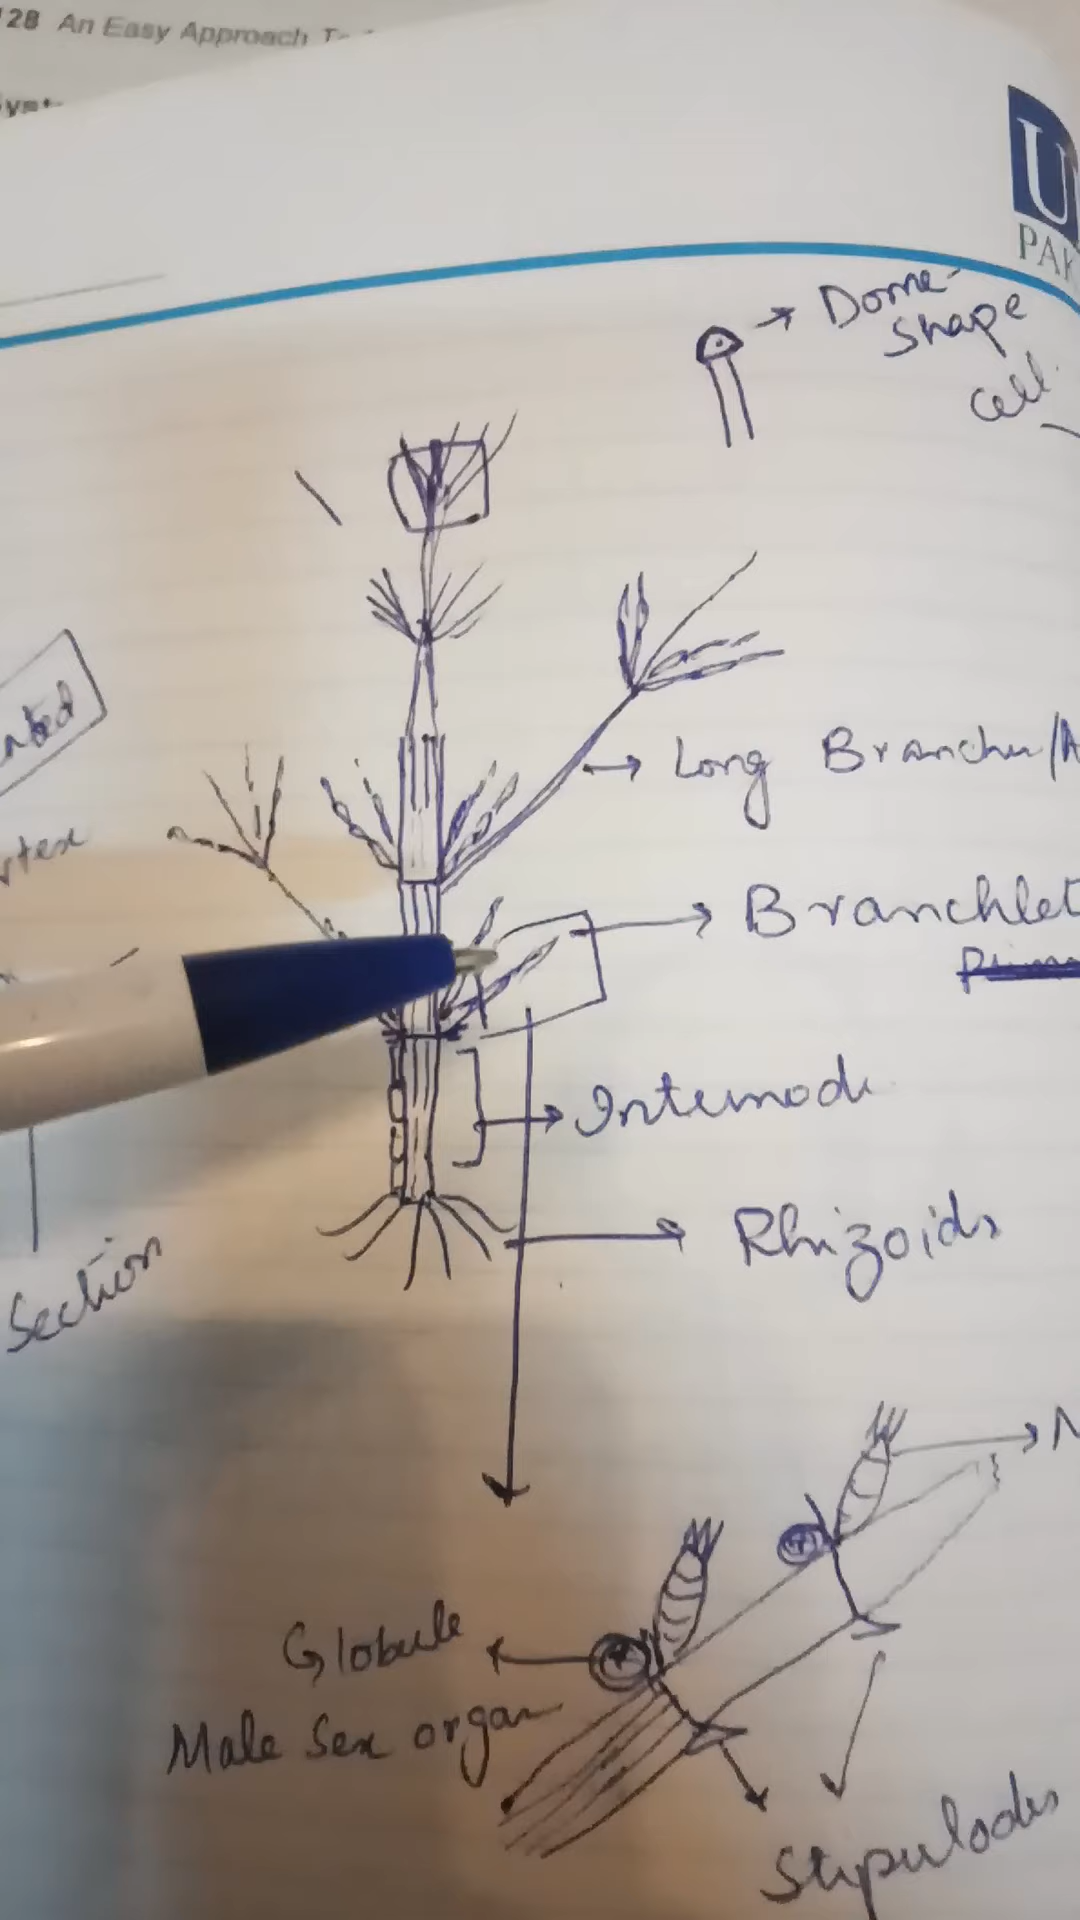 128 An Easy Approach
U
PAK
Dome-
shape
cell.
Long Branches/A
Branchlet
Internode
Rhizoids
Section
Globule
Male Sex organ
Stipulodes